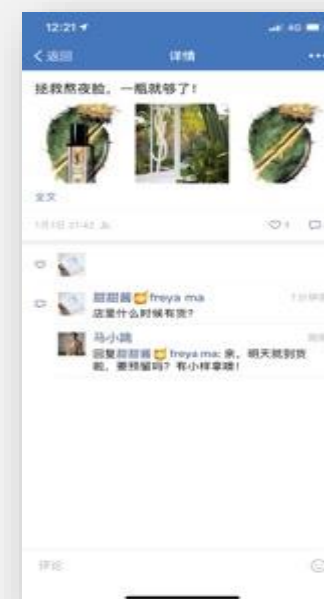 12:21
4G
返回
详情
拯救熬夜脸，一瓶就够了！
全文
1
甜甜酱 freya ma
店里什么时候有货？
马小跳
回复甜甜酱 freya ma: 亲，明天就到货
啦，要预留吗？有小样拿噢！
评论